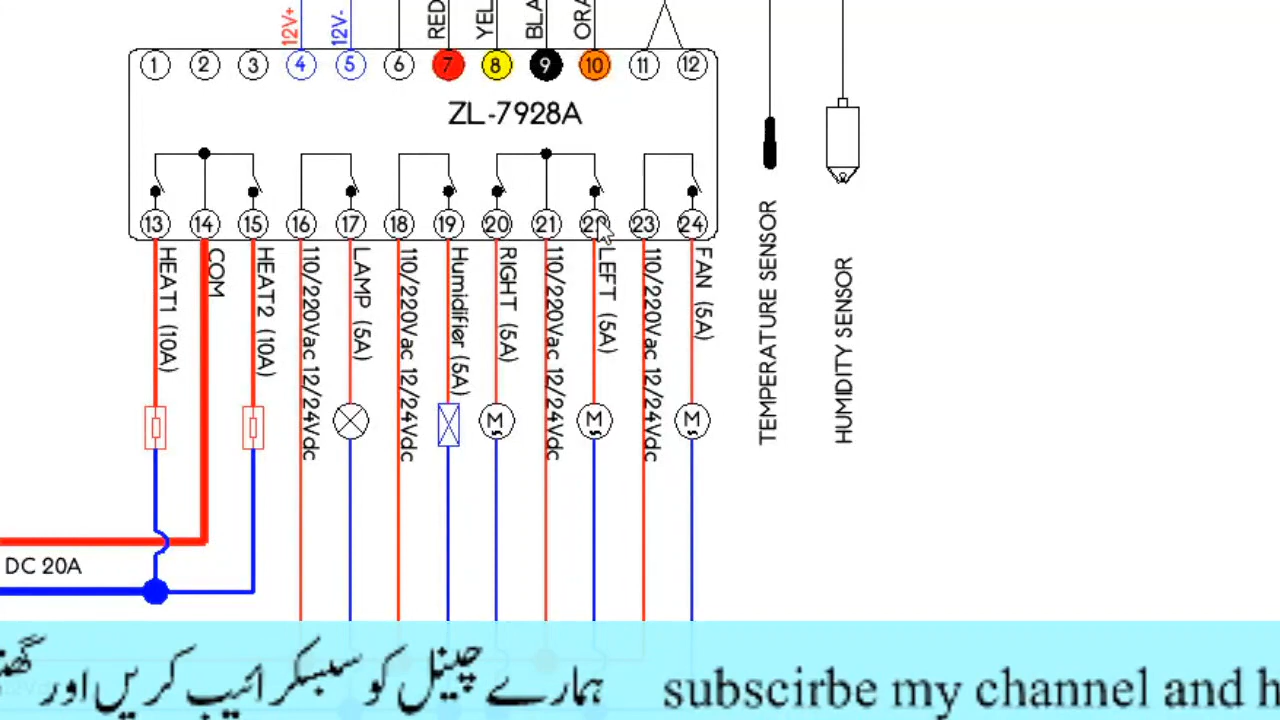 12V+
12V-
RED
YEL
BLA
ORA
1 2 3 4 5 6 7 8 9 10 11 12
ZL-7928A
13 14 15 16 17 18 19 20 21 22 23 24
HEAT1 (10A)
COM
HEAT2 (10A)
110/220Vac 12/24Vdc
LAMP (5A)
110/220Vac 12/24Vdc
Humidifier (5A)
RIGHT (5A)
110/220Vac 12/24Vdc
LEFT (5A)
110/220Vac 12/24Vdc
FAN (5A)
TEMPERATURE SENSOR
HUMIDITY SENSOR
M
M
M
DC 20A
ہمارے چینل کو سبسکرائیب کریں اور
subscirbe my channel and h